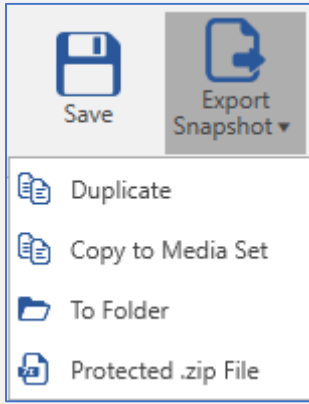 Save
Export
Snapshot
Duplicate
Copy to Media Set
To Folder
Protected .zip File